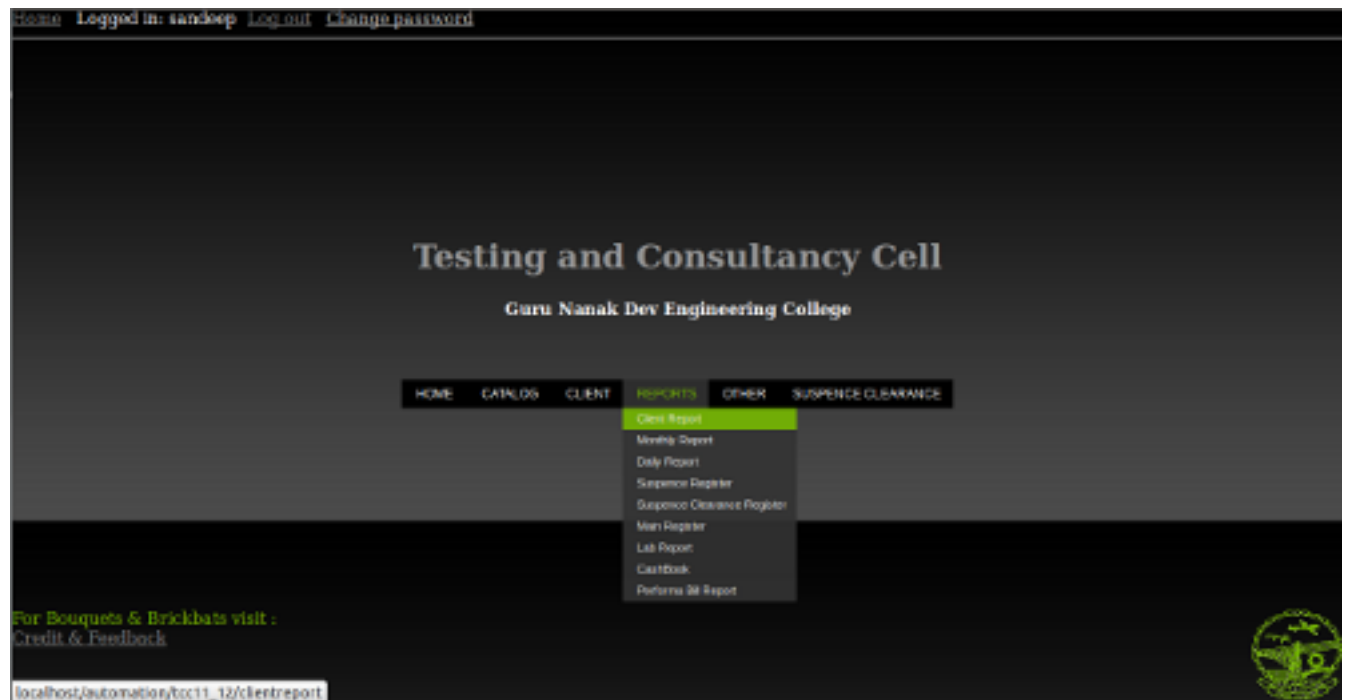 Home Logged in: sandeep Log out Change password
Testing and Consultancy Cell
Guru Nanak Dev Engineering College
HOME CATALOG CLIENT REPORTS OTHER SUSPENCE CLEARANCE
Client Report
Monthly Report
Daily Report
Suspence Register
Suspence Clearance Register
Main Register
Lab Report
CashBook
Performa Bill Report
For Bouquets & Brickbats visit :
Credit & Feedback
localhost/automation/tcc11_12/clientreport